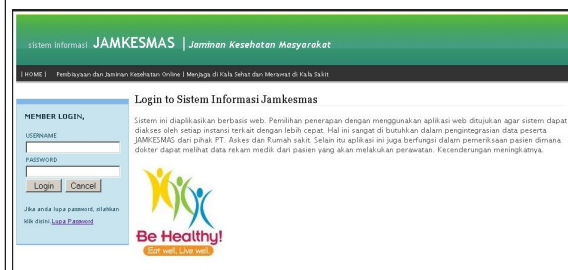 sistem informasi JAMKESMAS | Jaminan Kesehatan Masyarakat
| HOME | Pembiayaan dan Jaminan Kesehatan Online | Menjaga di Kala Sehat dan Merawat di Kala Sakit
MEMBER LOGIN,
USERNAME
PASSWORD
Login Cancel
Jika anda lupa password, silahkan
klik disini. Lupa Password
Login to Sistem Informasi Jamkesmas
Sistem ini diaplikasikan berbasis web. Pemilihan penerapan dengan menggunakan aplikasi web ditujukan agar sistem dapat
diakses oleh setiap instansi terkait dengan lebih cepat. Hal ini sangat di butuhkan dalam pengintegrasian data peserta
JAMKESMAS dari pihak PT. Askes dan Rumah sakit. Selain itu aplikasi ini juga berfungsi dalam pemeriksaan pasien dimana
dokter dapat melihat data rekam medik dari pasien yang akan melakukan perawatan. Kecenderungan meningkatnya,
Be Healthy!
Eat well, Live well.